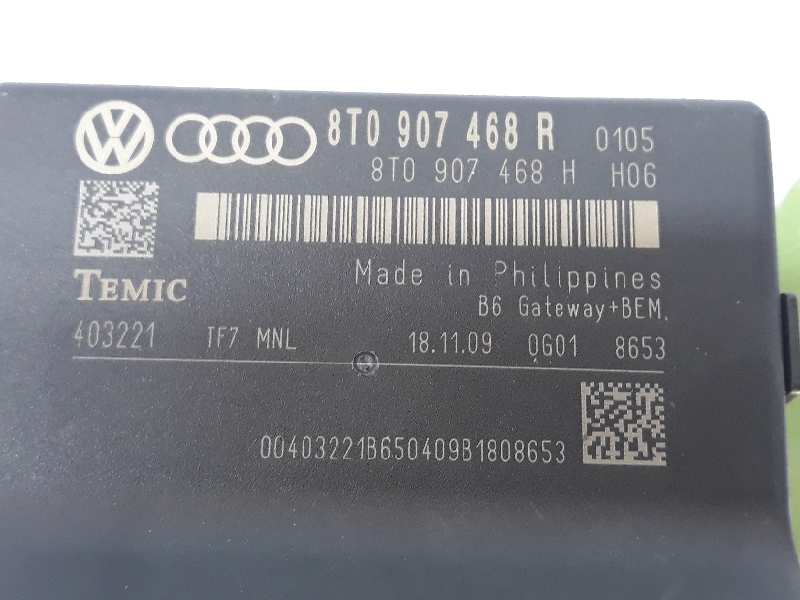 8T0 907 468 R 0105
8T0 907 468 H H06
TEMIC
Made in Philippines
B6 Gateway+BEM.
403221 TF7 MNL 18.11.09 QG01 8653
00403221B650409B1808653